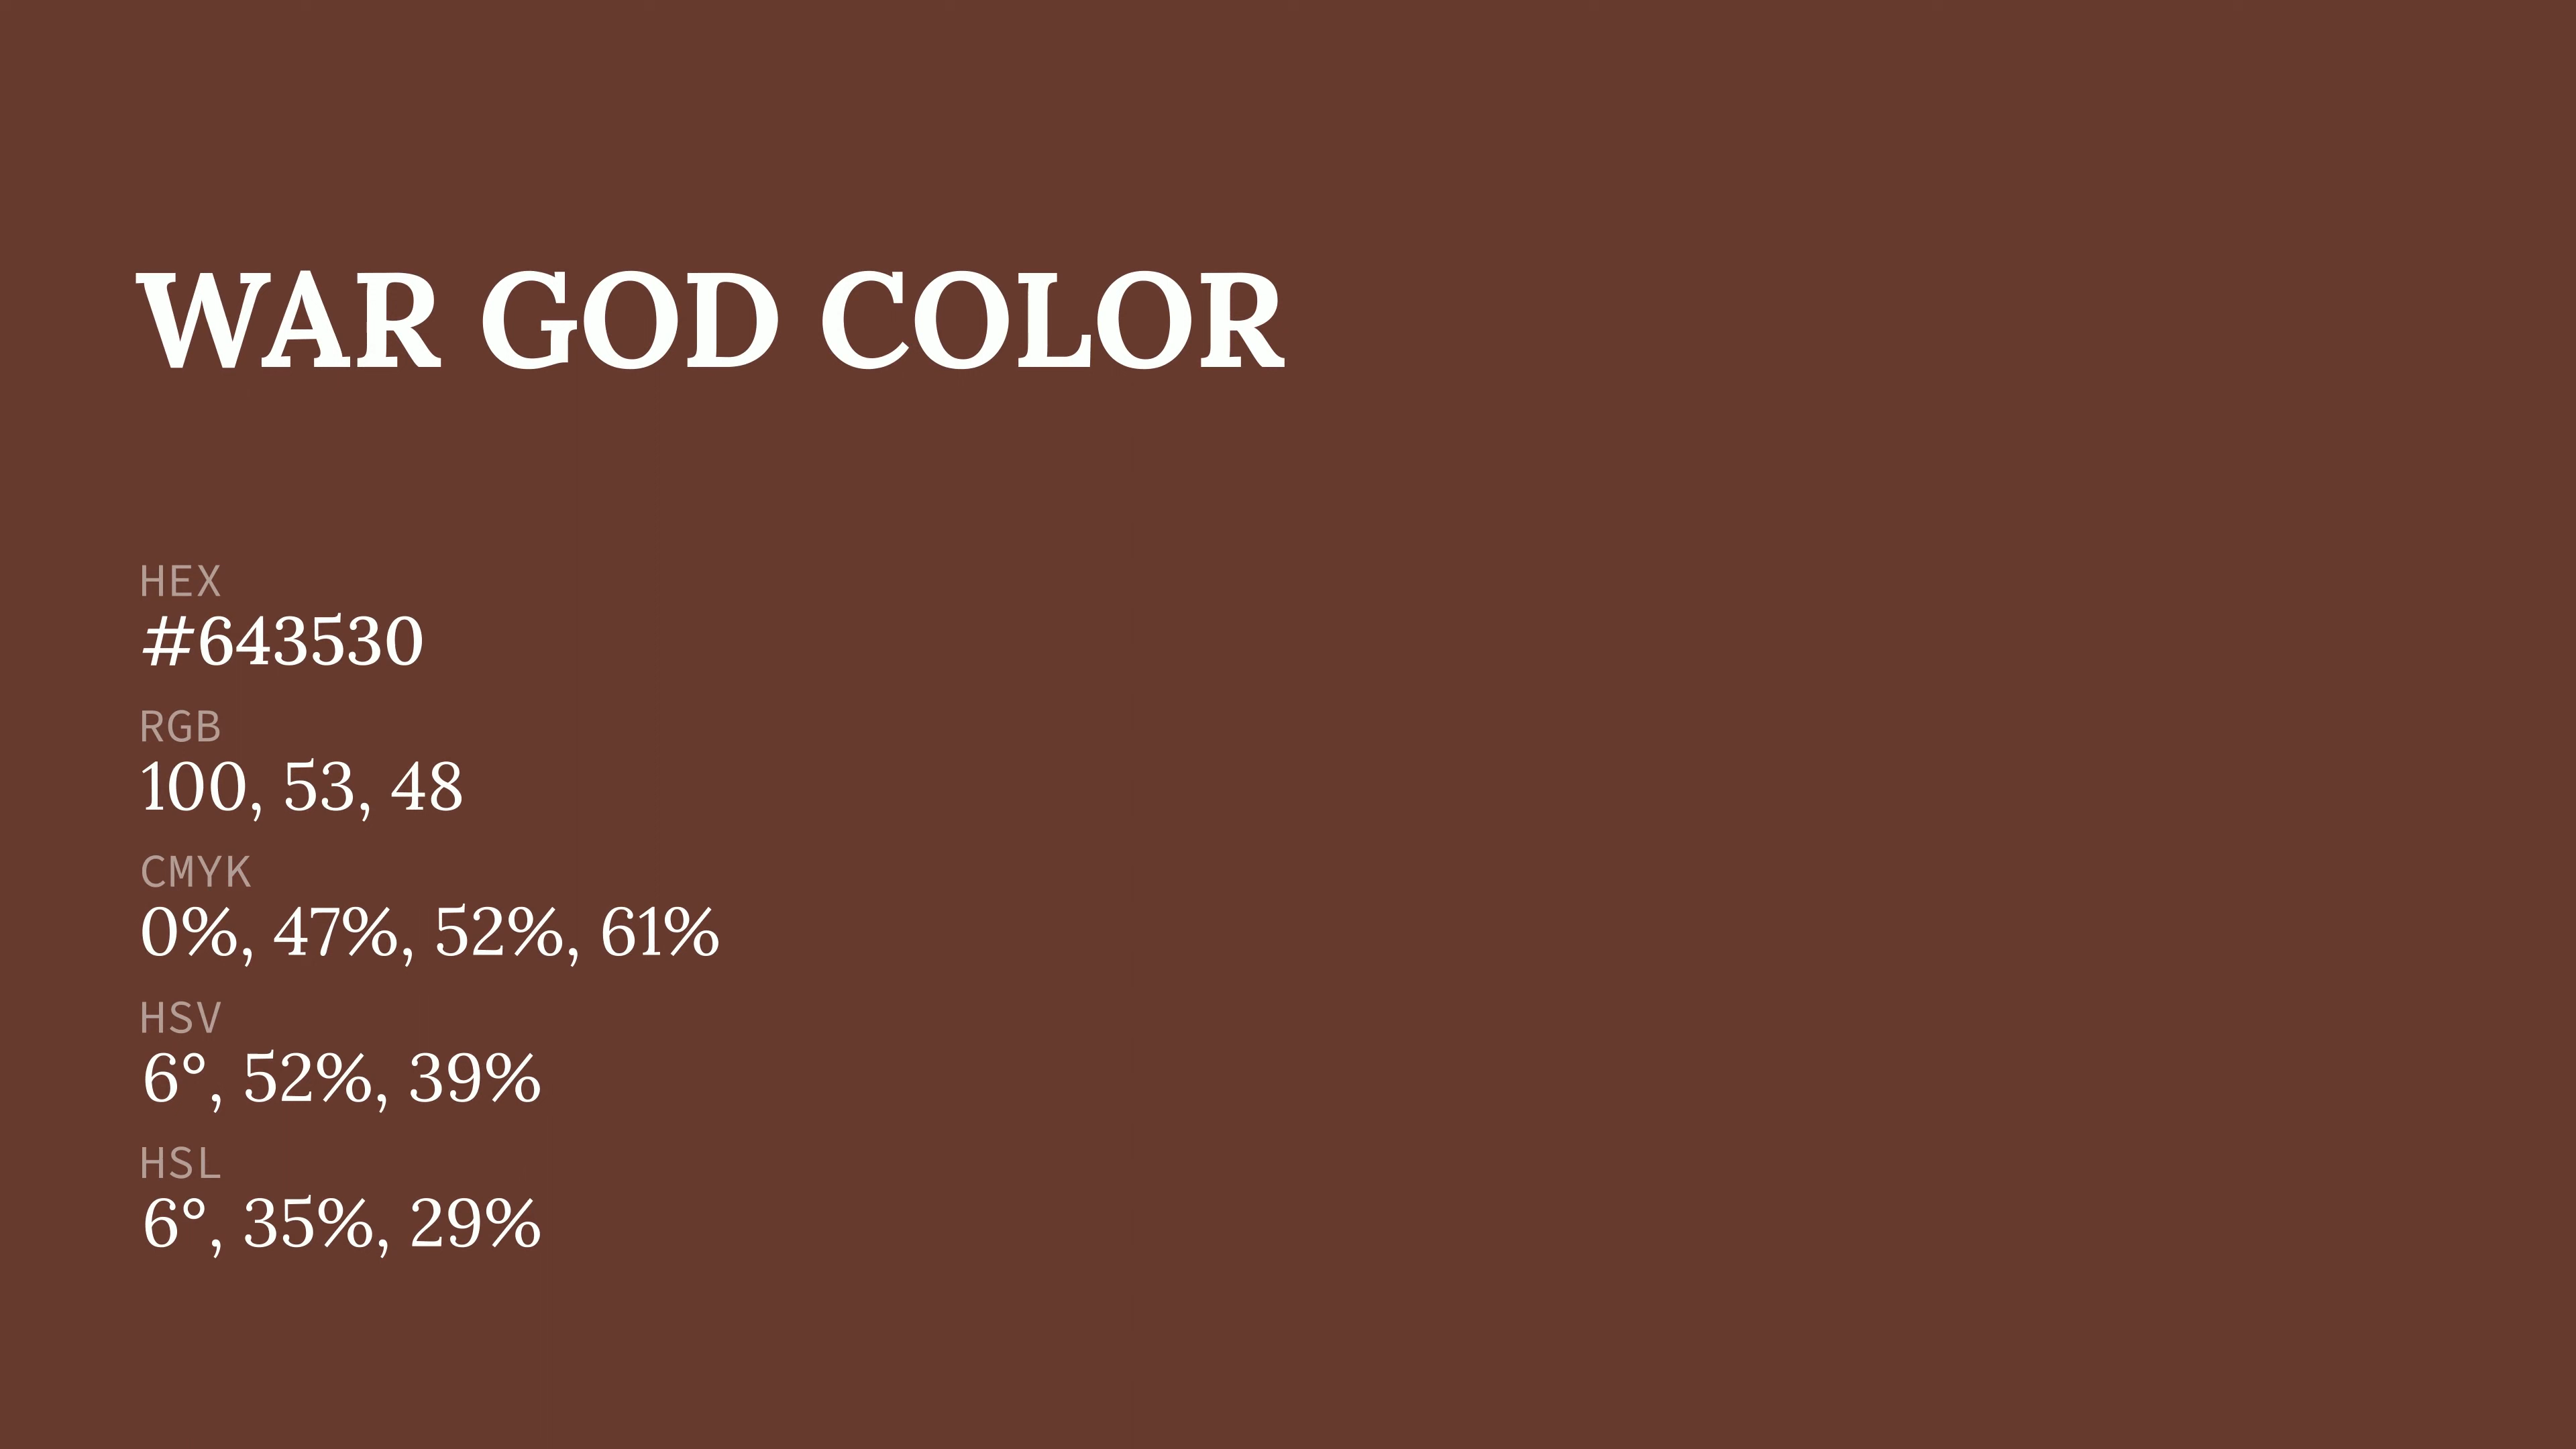 WAR GOD COLOR
HEX
#643530
RGB
100, 53, 48
CMYK
0%, 47%, 52%, 61%
HSV
6°, 52%, 39%
HSL
6°, 35%, 29%